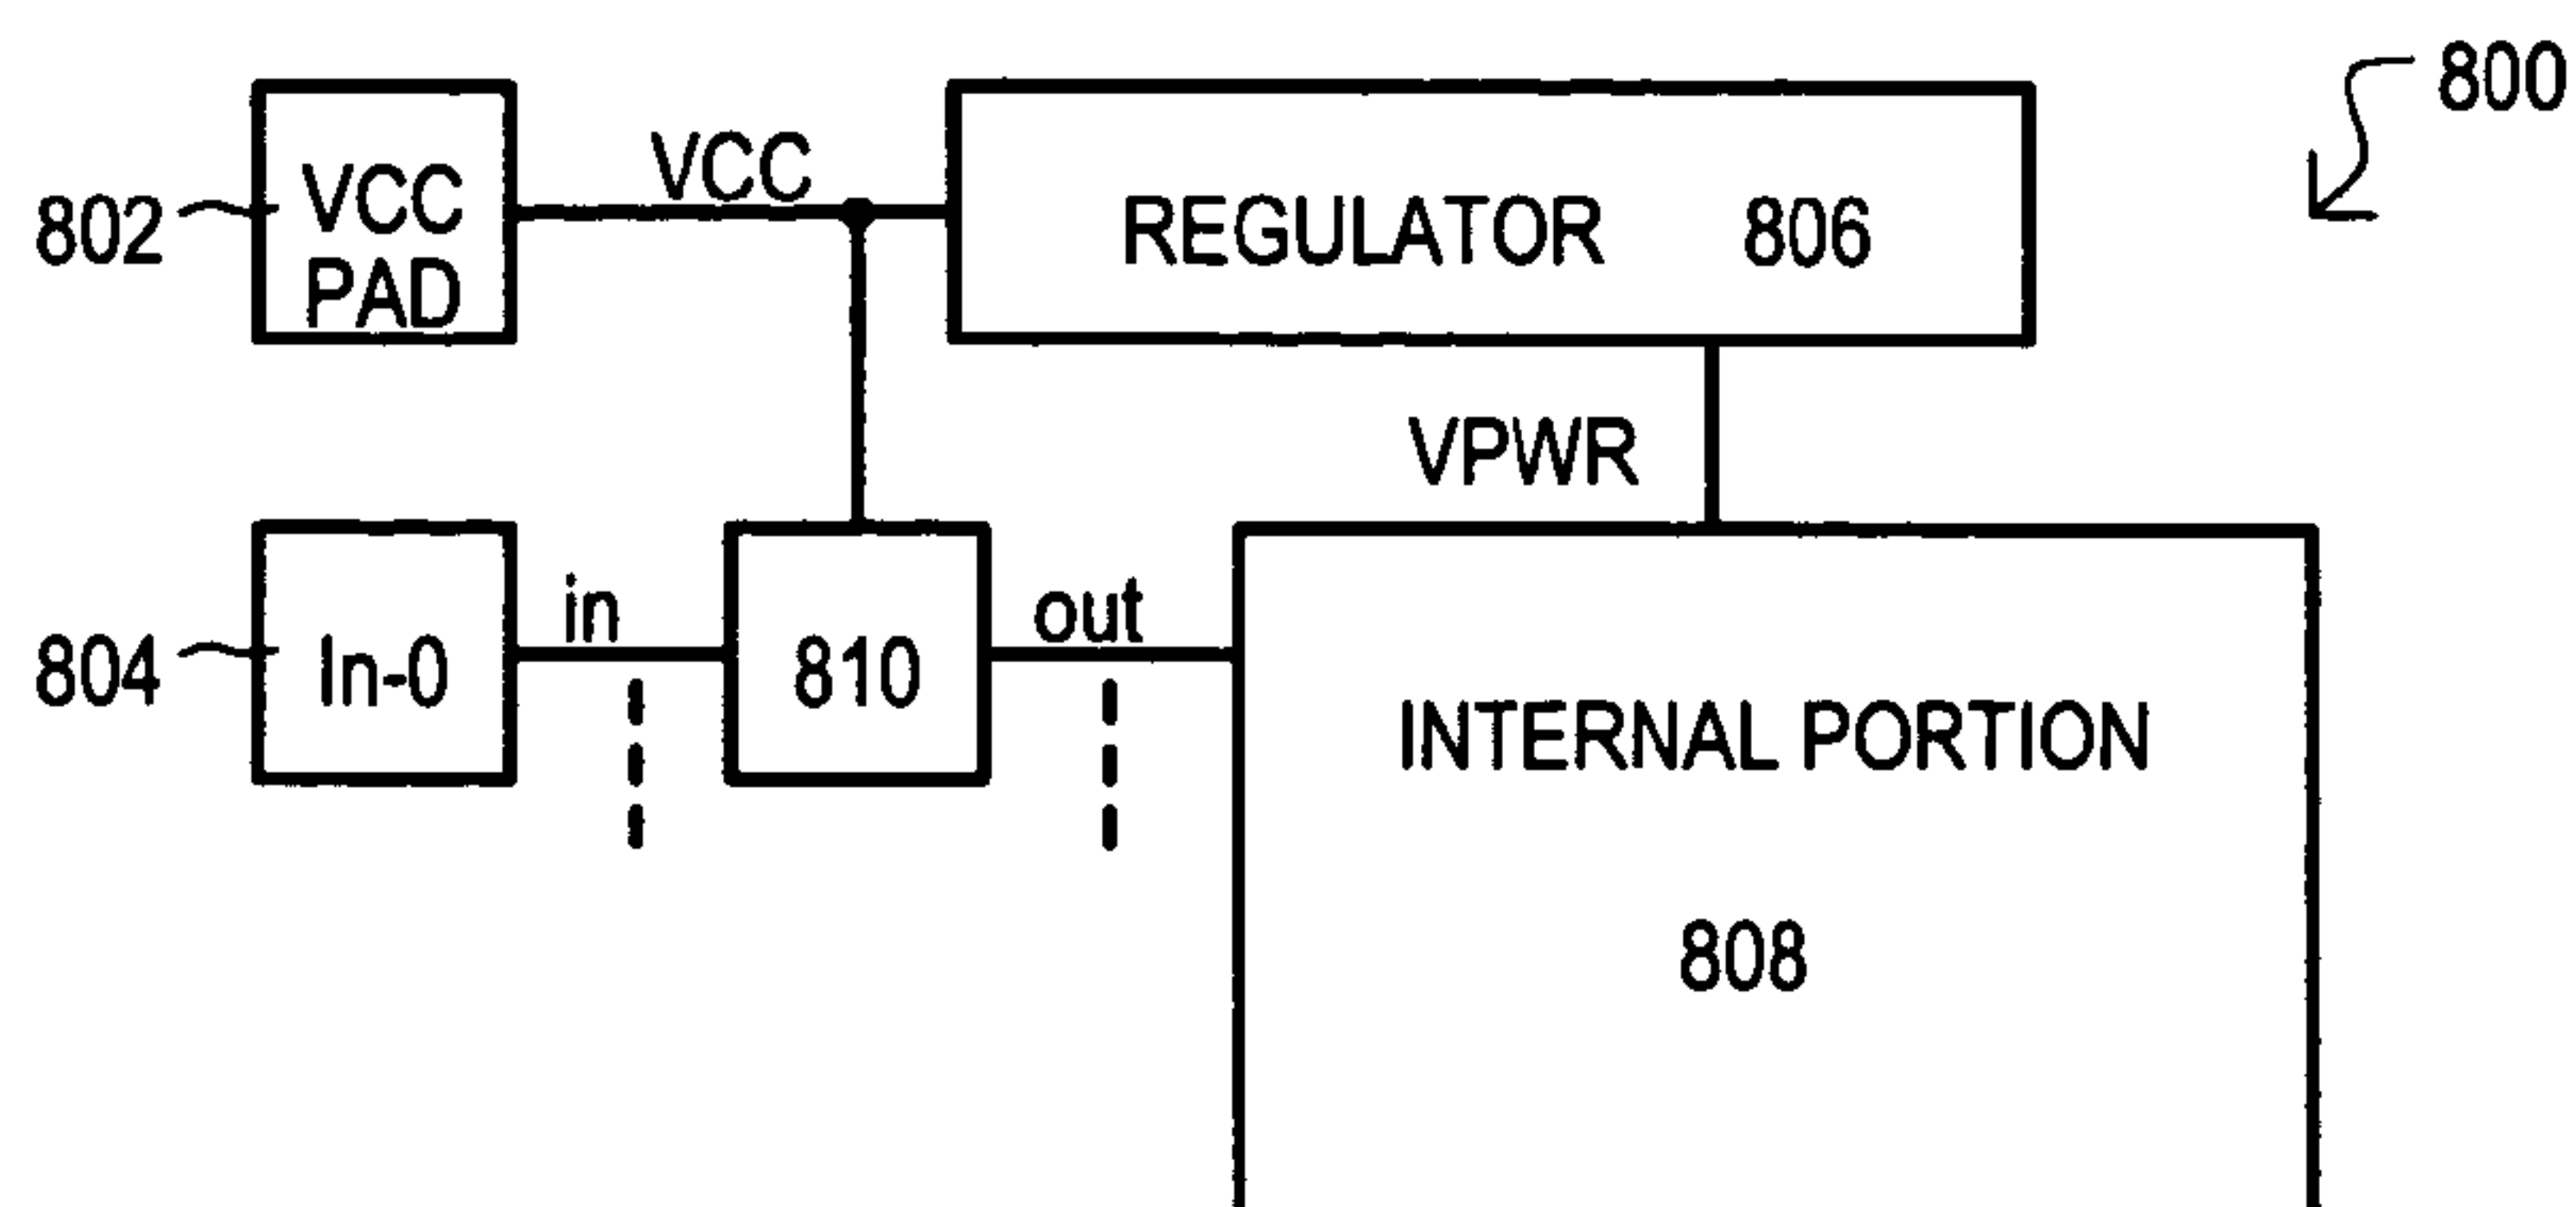 800
VCC
REGULATOR 806
802
VCC
PAD
VPWR
in
out
804
In-0
810
INTERNAL PORTION
808